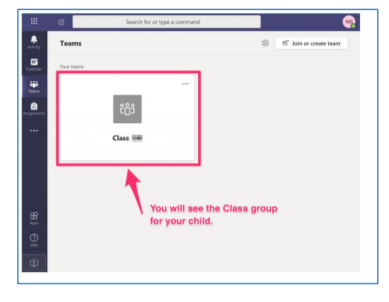 Search for or type a command
Activity
Teams
Join or create team
Calendar
Your teams
Teams
Assignments
Class
You will see the Class group
for your child.
Apps
Help